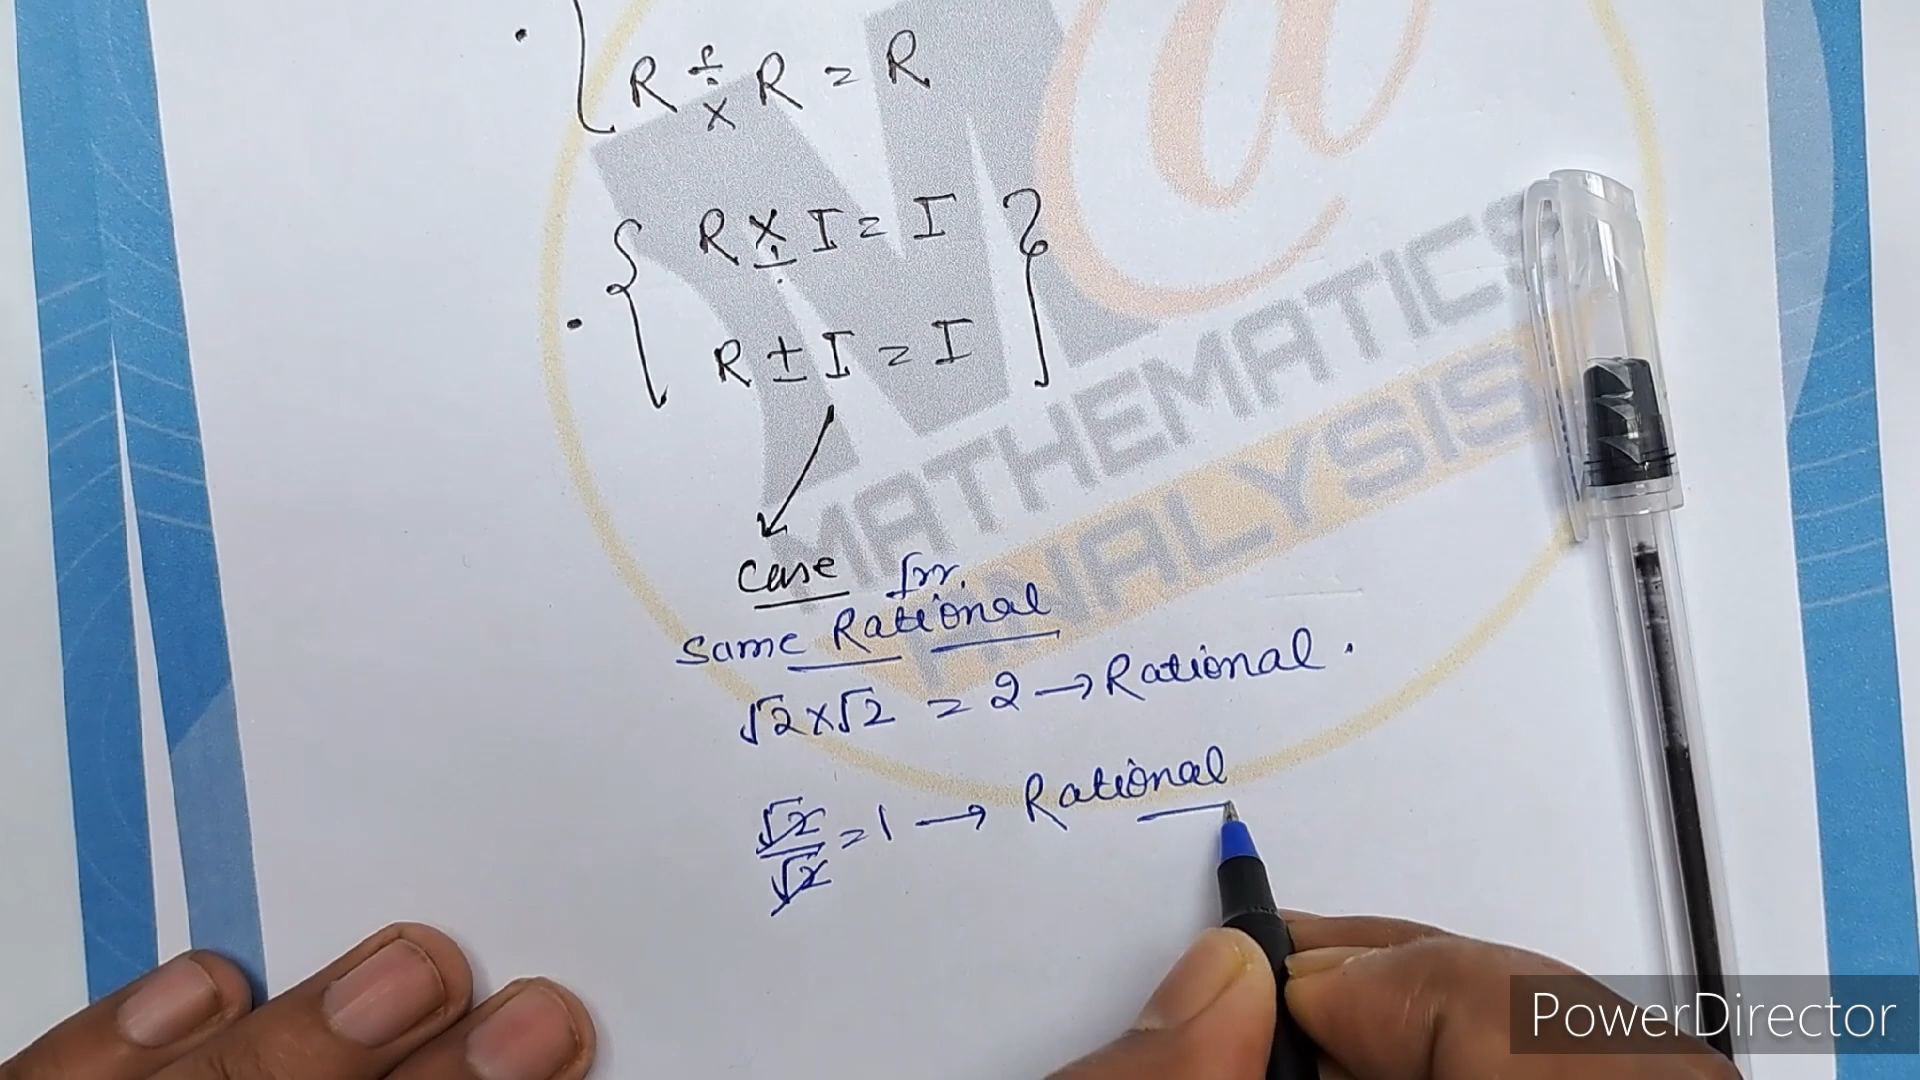 R ÷ R = R
×
R × I = I
÷
R ± I = I
Case Irr.
Same Rational
√2×√2 = 2 → Rational.
√2/√2 = 1 → Rational
M@
MATHEMATICS
ANALYSIS
PowerDirector